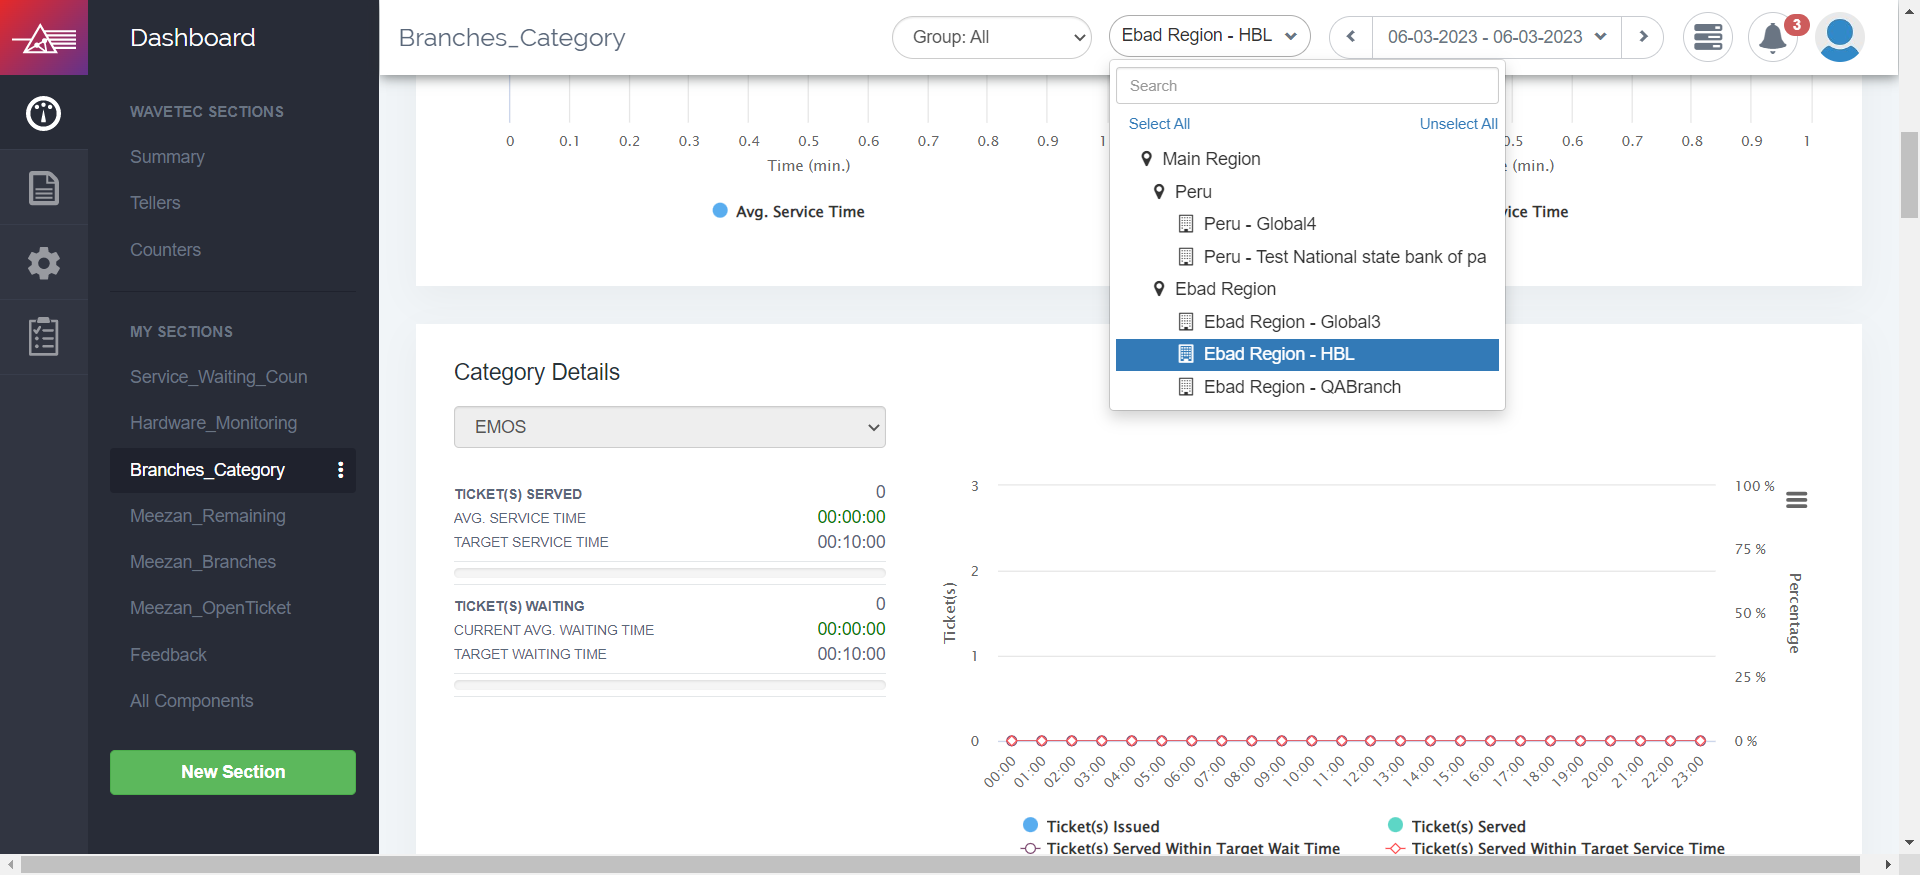 Dashboard
Branches_Category
Group: All
Ebad Region - HBL
06-03-2023 - 06-03-2023
3
WAVETEC SECTIONS
Summary
Tellers
Counters
MY SECTIONS
Service_Waiting_Coun
Hardware_Monitoring
Branches_Category
Meezan_Remaining
Meezan_Branches
Meezan_OpenTicket
Feedback
All Components
New Section
Search
Select All
Unselect All
Main Region
Peru
Peru - Global4
Peru - Test National state bank of pa
Ebad Region
Ebad Region - Global3
Ebad Region - HBL
Ebad Region - QABranch
0 0.1 0.2 0.3 0.4 0.5 0.6 0.7 0.8 0.9 1
Time (min.)
Avg. Service Time
0.5 0.6 0.7 0.8 0.9 1
(min.)
vice Time
Category Details
EMOS
TICKET(S) SERVED 0
AVG. SERVICE TIME 00:00:00
TARGET SERVICE TIME 00:10:00
TICKET(S) WAITING 0
CURRENT AVG. WAITING TIME 00:00:00
TARGET WAITING TIME 00:10:00
Ticket(s)
3
2
1
0
100 %
75 %
50 %
25 %
0 %
Percentage
00:00 01:00 02:00 03:00 04:00 05:00 06:00 07:00 08:00 09:00 10:00 11:00 12:00 13:00 14:00 15:00 16:00 17:00 18:00 19:00 20:00 21:00 22:00 23:00
Ticket(s) Issued
Ticket(s) Served
Ticket(s) Served Within Target Wait Time
Ticket(s) Served Within Target Service Time